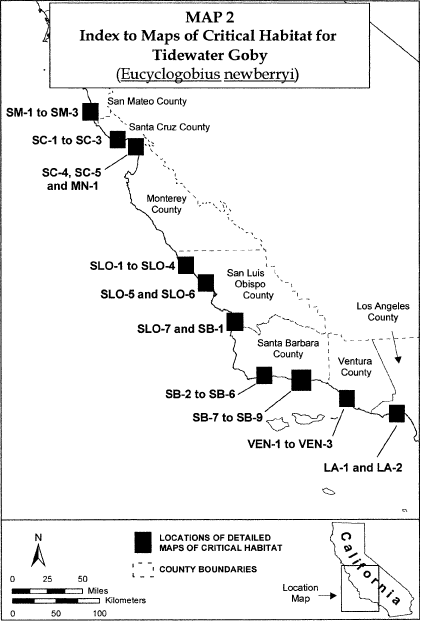 MAP 2
Index to Maps of Critical Habitat for
Tidewater Goby
(Eucyclogobius newberryi)
San Mateo County
SM-1 to SM-3
Santa Cruz County
SC-1 to SC-3
SC-4, SC-5
and MN-1
Monterey
County
SLO-1 to SLO-4
San Luis
Obispo
County
SLO-5 and SLO-6
Los Angeles
County
SLO-7 and SB-1
Santa Barbara
County
Ventura
County
SB-2 to SB-6
SB-7 to SB-9
VEN-1 to VEN-3
LA-1 and LA-2
N
LOCATIONS OF DETAILED
MAPS OF CRITICAL HABITAT
COUNTY BOUNDARIES
0 25 50
Miles
Kilometers
0 50 100
California
Location
Map